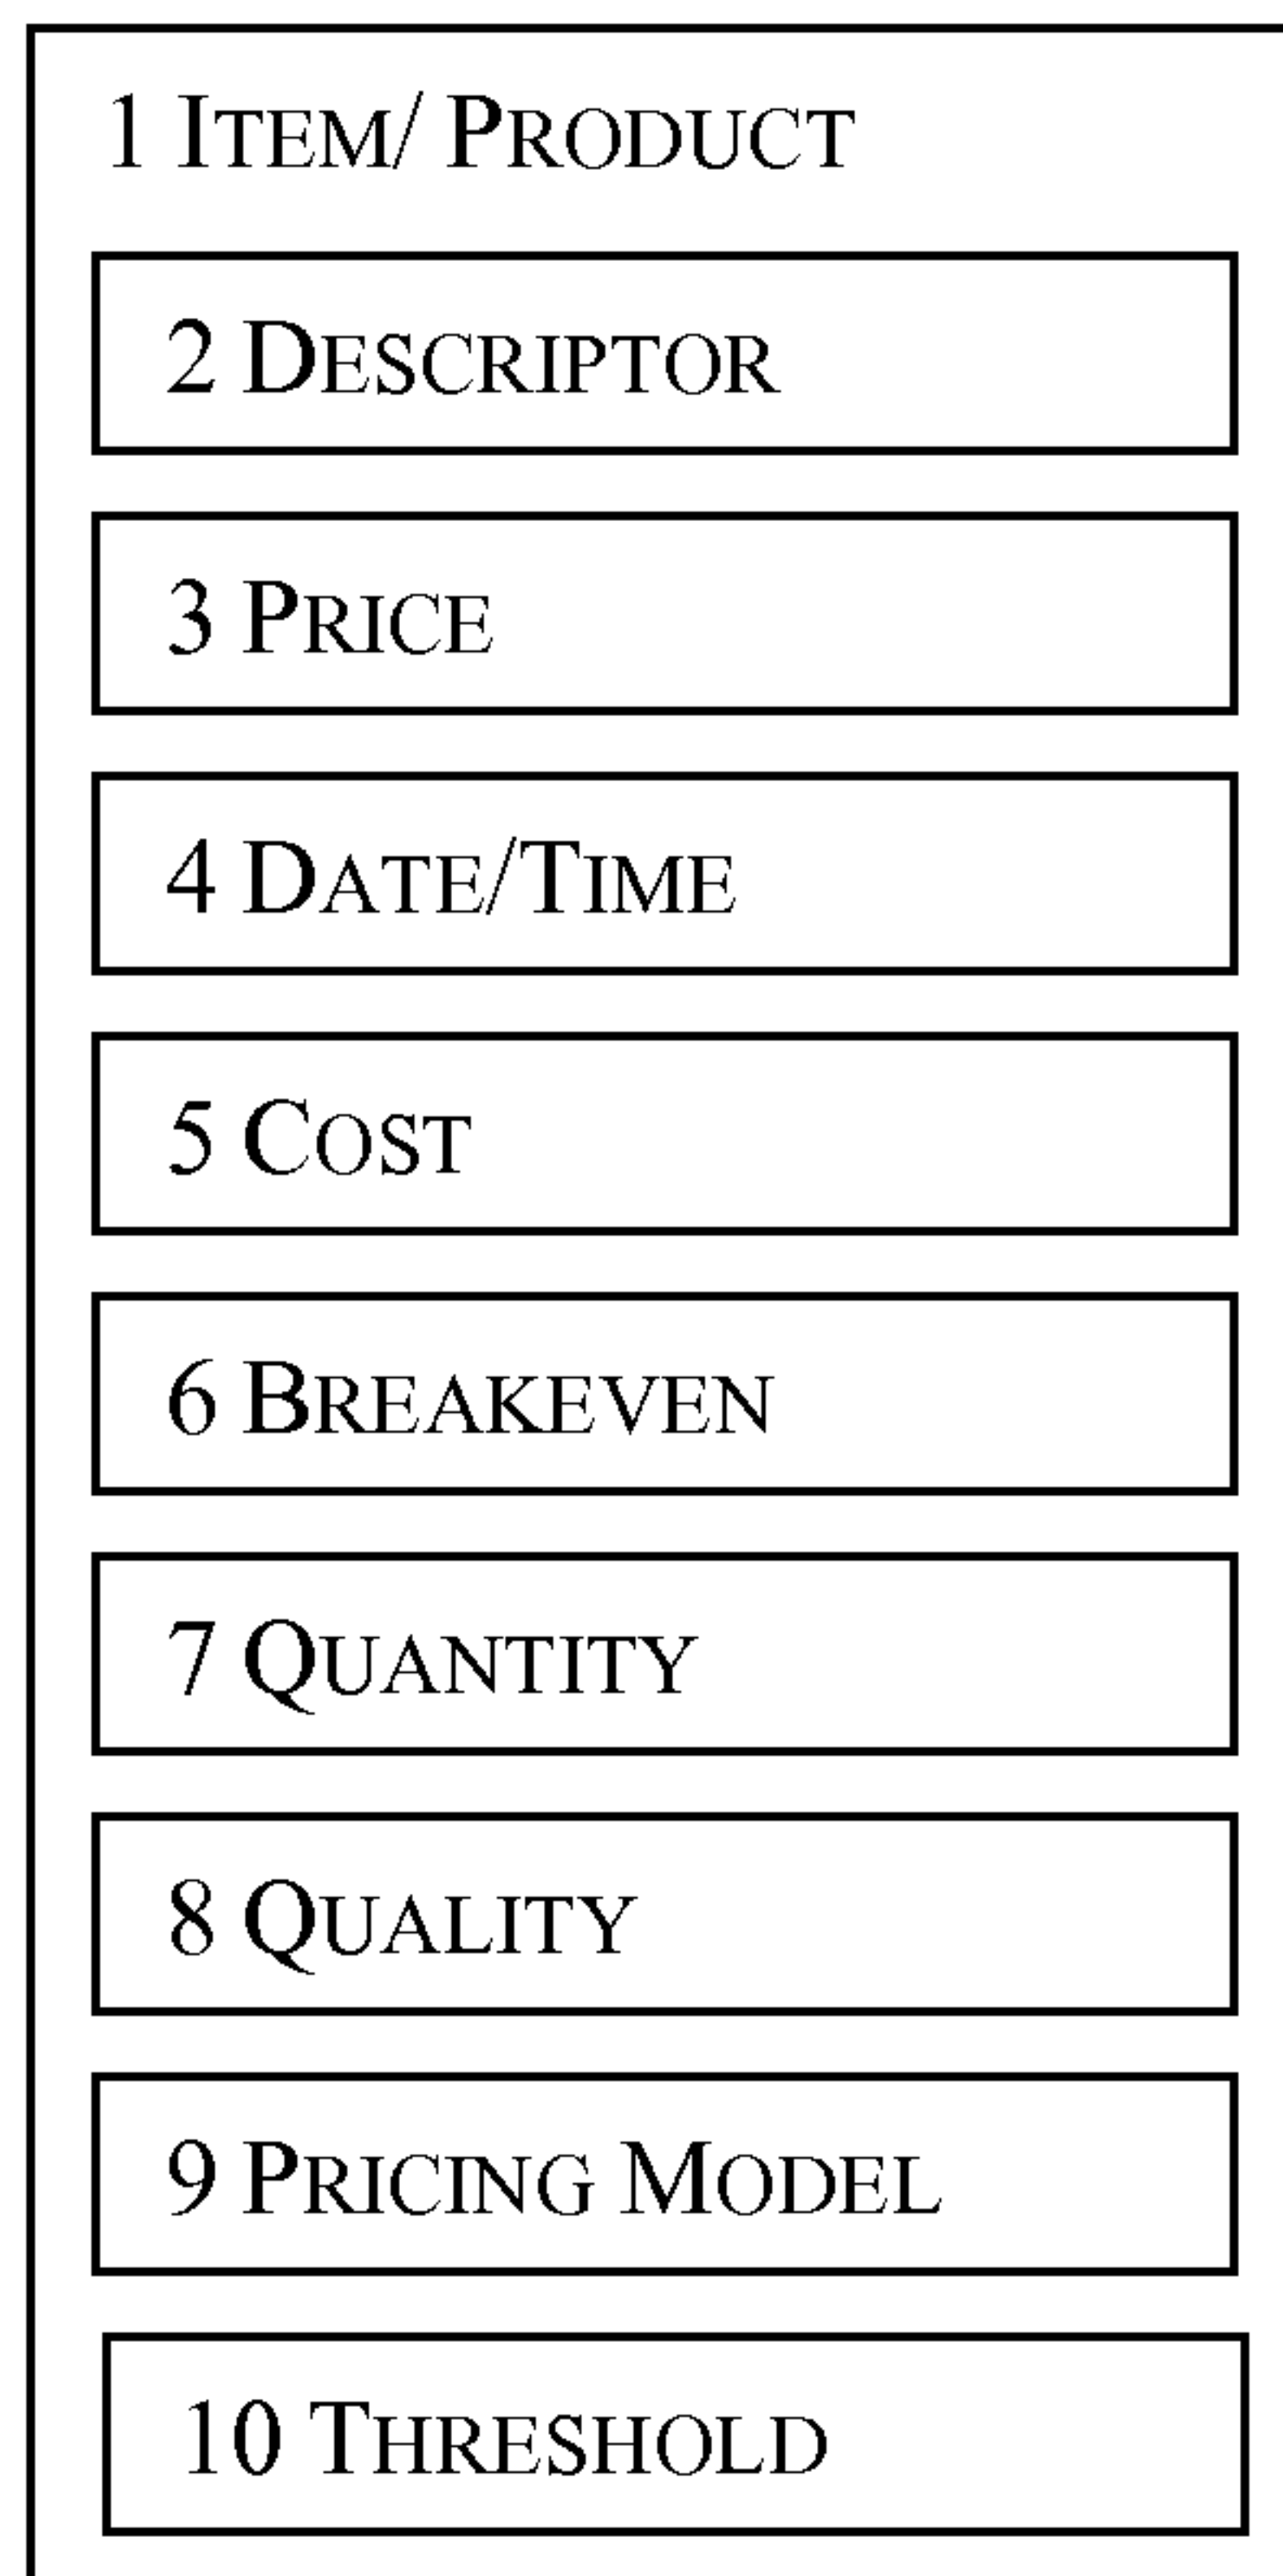 1 ITEM/ PRODUCT
2 DESCRIPTOR
3 PRICE
4 DATE/TIME
5 COST
6 BREAKEVEN
7 QUANTITY
8 QUALITY
9 PRICING MODEL
10 THRESHOLD